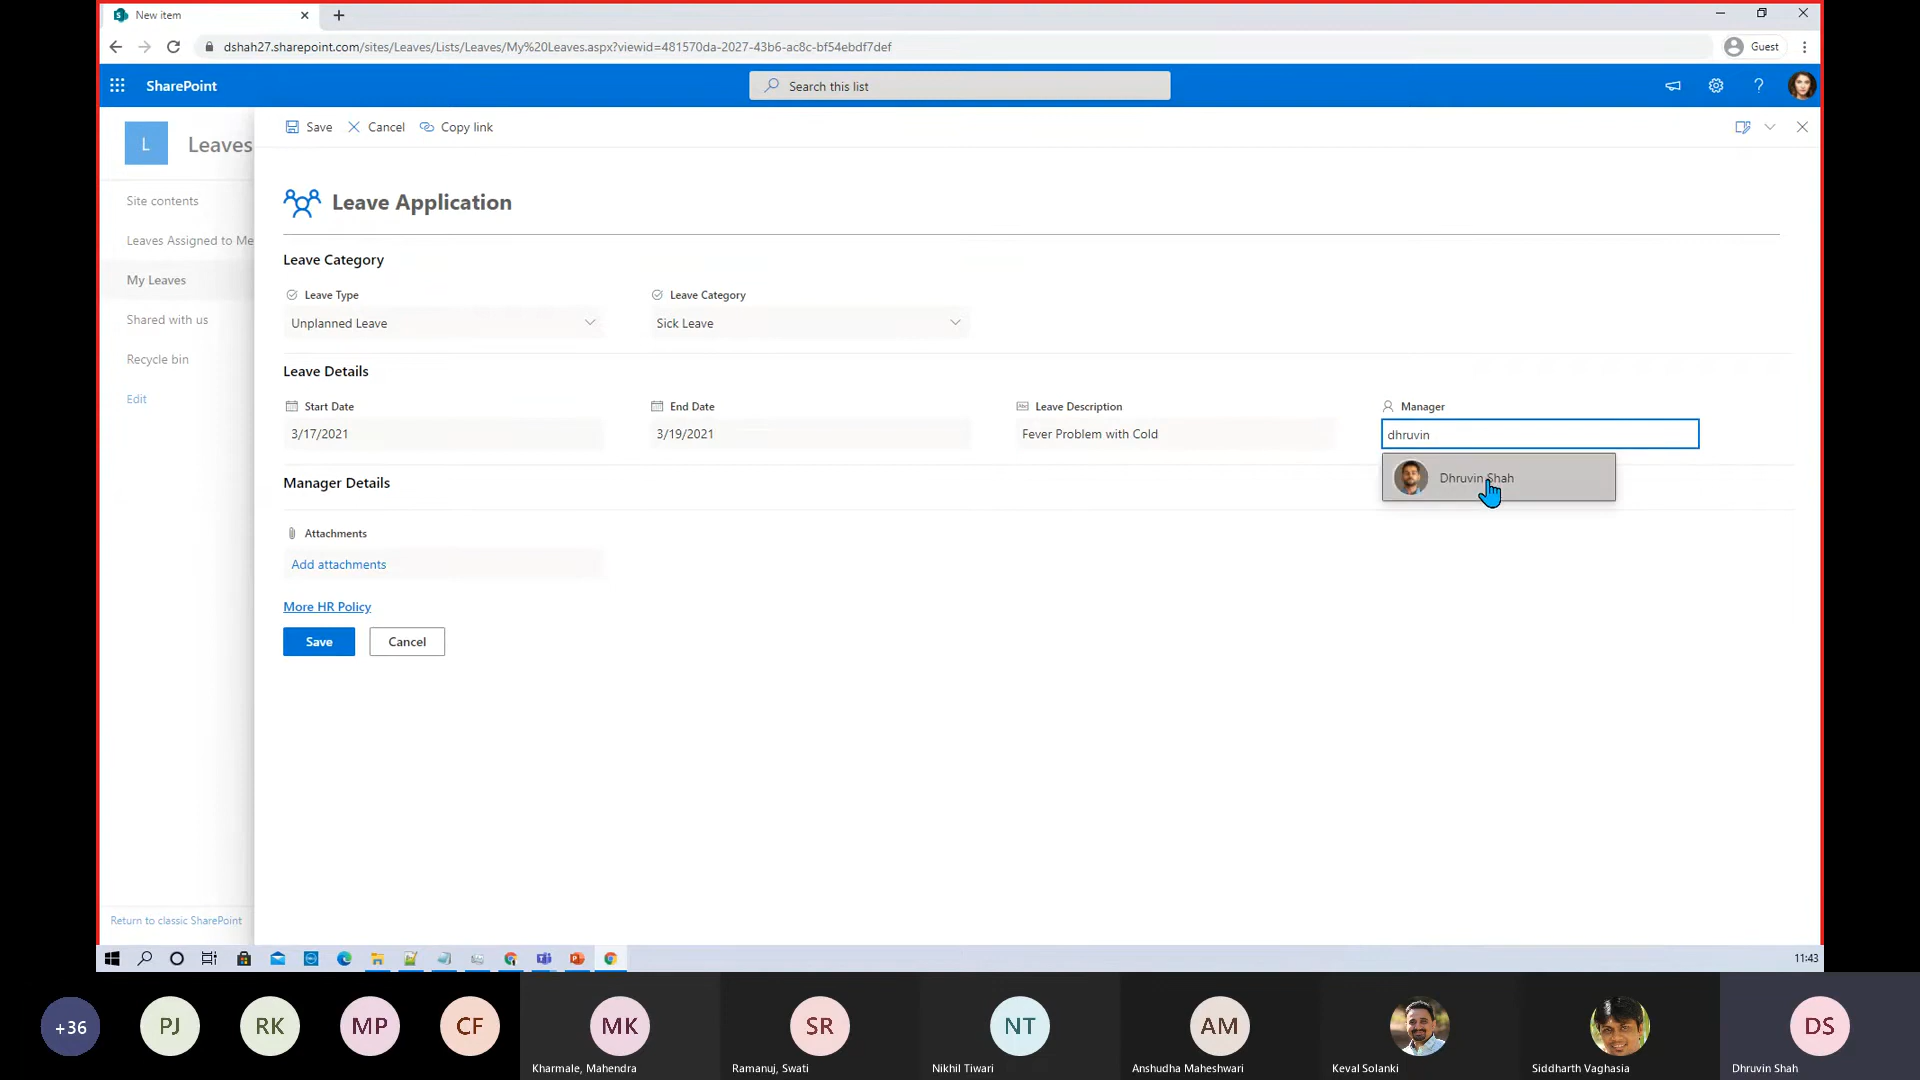 New item
dshah27.sharepoint.com/sites/Leaves/Lists/Leaves/My%20Leaves.aspx?viewid=481570da-2027-43b6-ac8c-bf54ebdf7def
Guest
SharePoint
Search this list
?
L
Leaves
Save
Cancel
Copy link
Site contents
Leaves Assigned to Me
My Leaves
Shared with us
Recycle bin
Edit
Leave Application
Leave Category
Leave Type
Leave Category
Unplanned Leave
Sick Leave
Leave Details
Start Date
End Date
Leave Description
Manager
3/17/2021
3/19/2021
Fever Problem with Cold
dhruvin
Dhruvin Shah
Manager Details
Attachments
Add attachments
More HR Policy
Save
Cancel
Return to classic SharePoint
11:43
+36
PJ
RK
MP
CF
MK
SR
NT
AM
DS
Kharmale, Mahendra
Ramanuj, Swati
Nikhil Tiwari
Anshudha Maheshwari
Keval Solanki
Siddharth Vaghasia
Dhruvin Shah